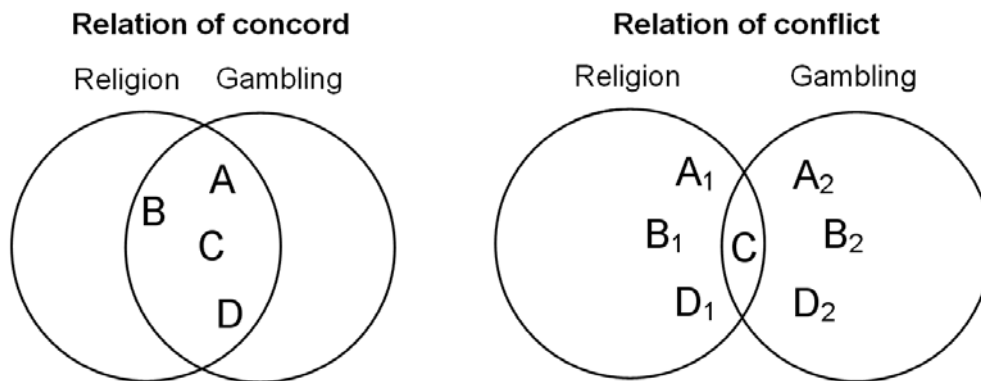 Relation of concord
Religion Gambling
A
B
C
D
Relation of conflict
Religion Gambling
A₁ A₂
B₁ B₂
C
D₁ D₂